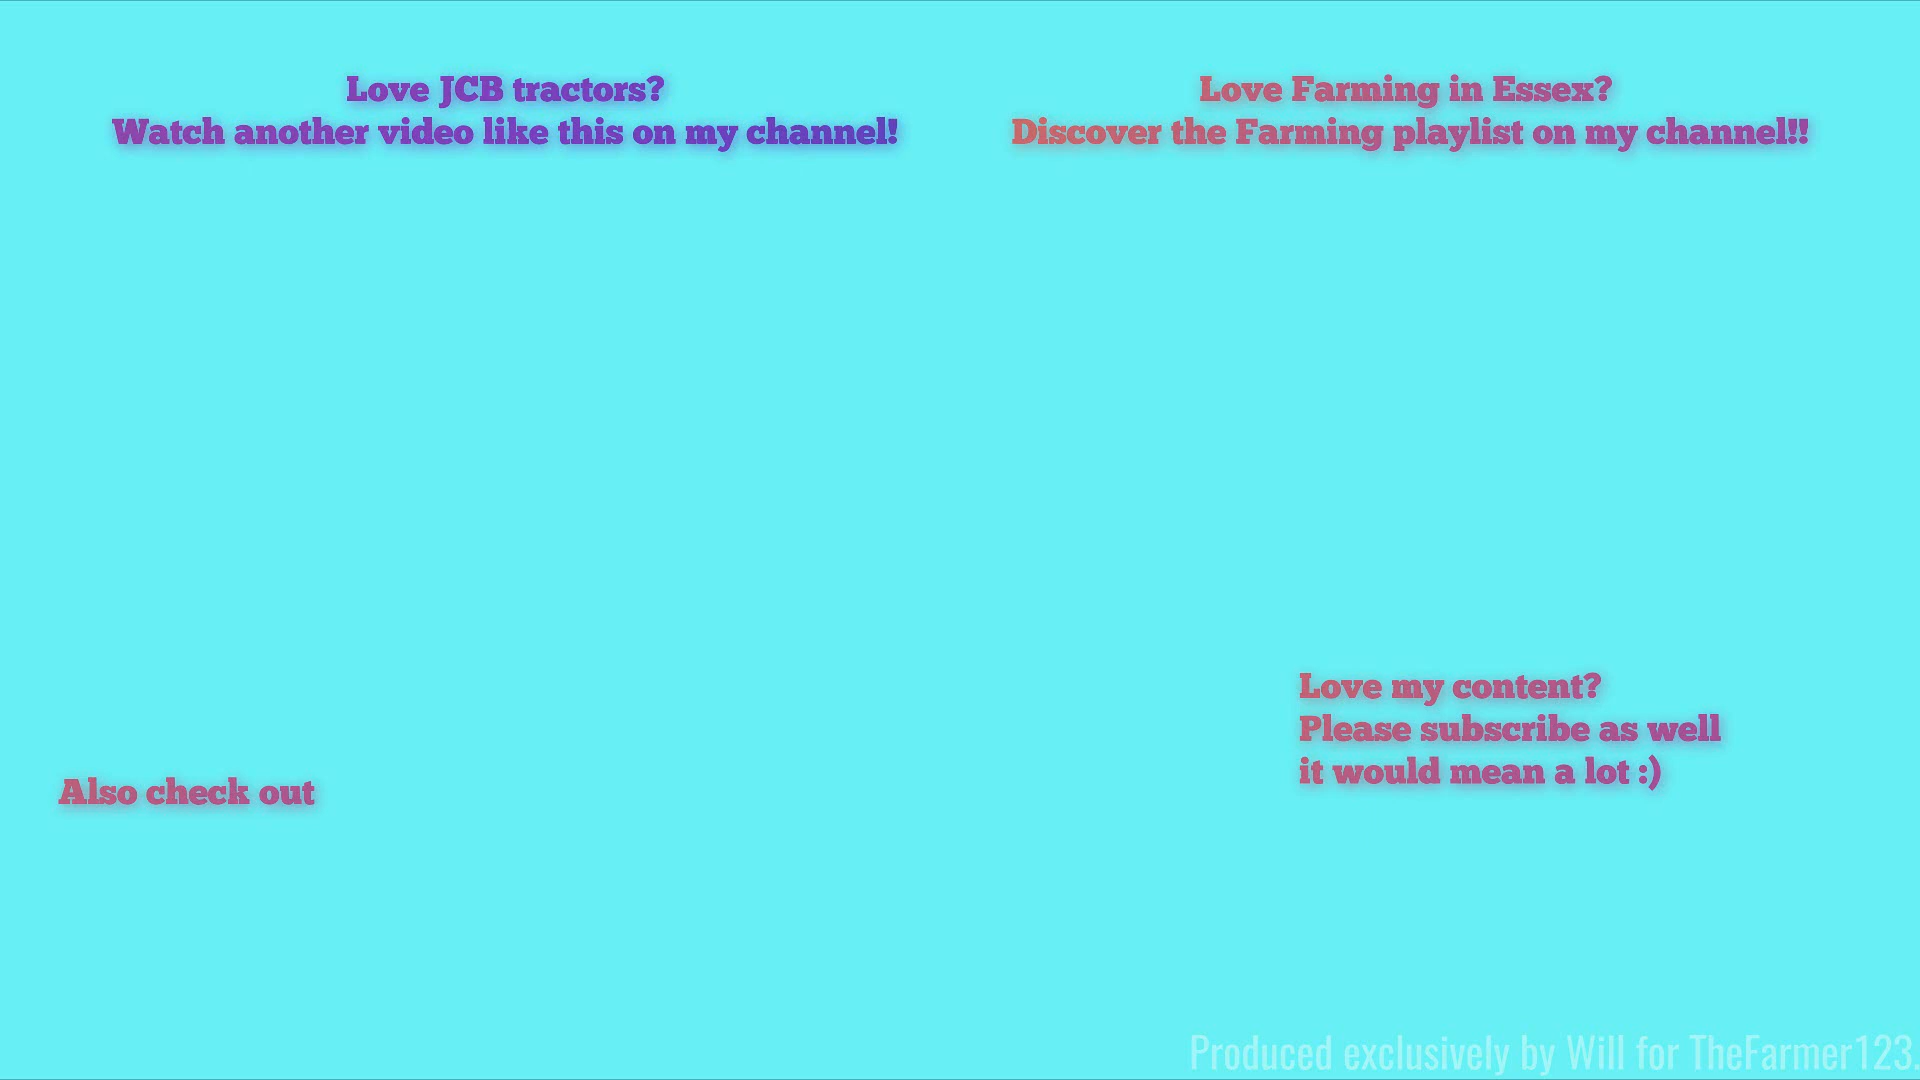 Love JCB tractors?
Watch another video like this on my channel!
Love Farming in Essex?
Discover the Farming playlist on my channel!!
Love my content?
Please subscribe as well
it would mean a lot :)
Also check out
Produced exclusively by Will for TheFarmer123.